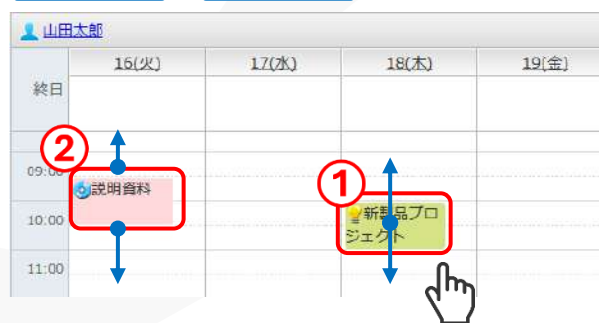 山田太郎
16(火) 17(水) 18(木) 19(金)
終日
②
09:00
説明資料
①
新製品プロ
ジェクト
10:00
11:00